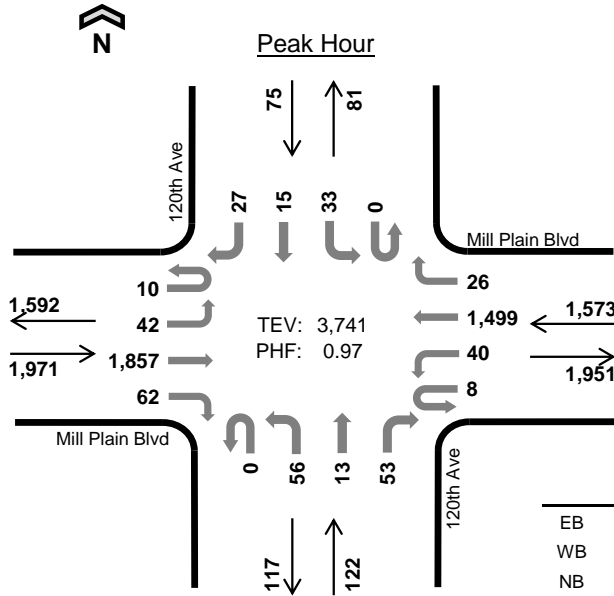 N
Peak Hour
75
81
120th Ave
27
15
33
0
Mill Plain Blvd
10
26
1,592
42
TEV: 3,741
1,499
1,573
1,971
1,857
PHF: 0.97
40
1,951
62
8
Mill Plain Blvd
0
56
13
53
120th Ave
117
122
EB
WB
NB